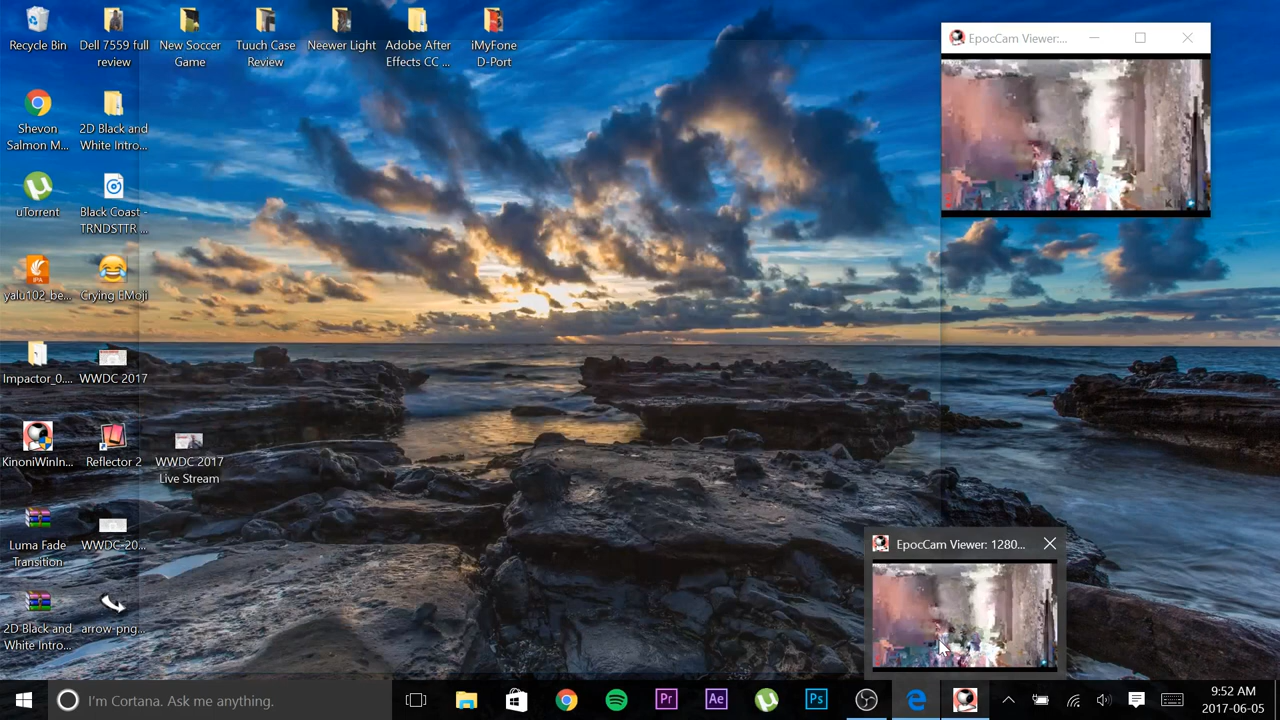 Recycle Bin
Dell 7559 full
review
New Soccer
Game
Tuuch Case
Review
Neewer Light
Adobe After
Effects CC ...
iMyFone
D-Port
EpocCam Viewer:...
Shevon
Salmon M...
2D Black and
White Intro...
uTorrent
Black Coast -
TRNDSTTR ...
yalu102_be...
Crying EMoji
Impactor_0....
WWDC 2017
KinoniWinIn...
Reflector 2
WWDC 2017
Live Stream
Luma Fade
Transition
WWDC-20...
EpocCam Viewer: 1280...
2D Black and
White Intro...
arrow-png...
I'm Cortana. Ask me anything.
Pr
Ae
Ps
9:52 AM
2017-06-05